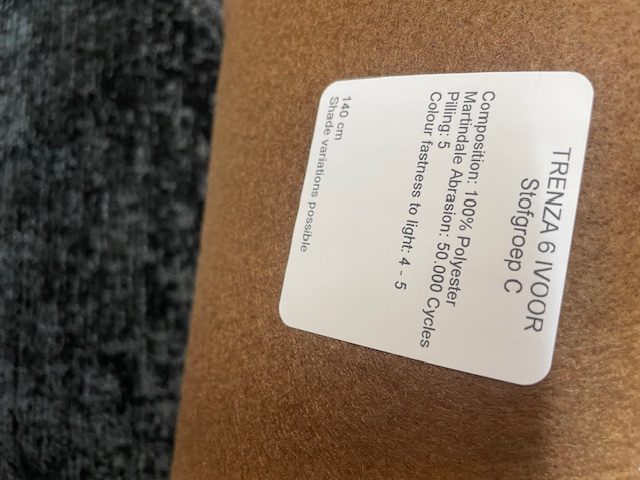 TRENZA 6 IVOOR
Stofgroep C
Composition: 100% Polyester
Martindale Abrasion: 50.000 Cycles
Pilling: 5
Colour fastness to light: 4 - 5
140 cm
Shade variations possible